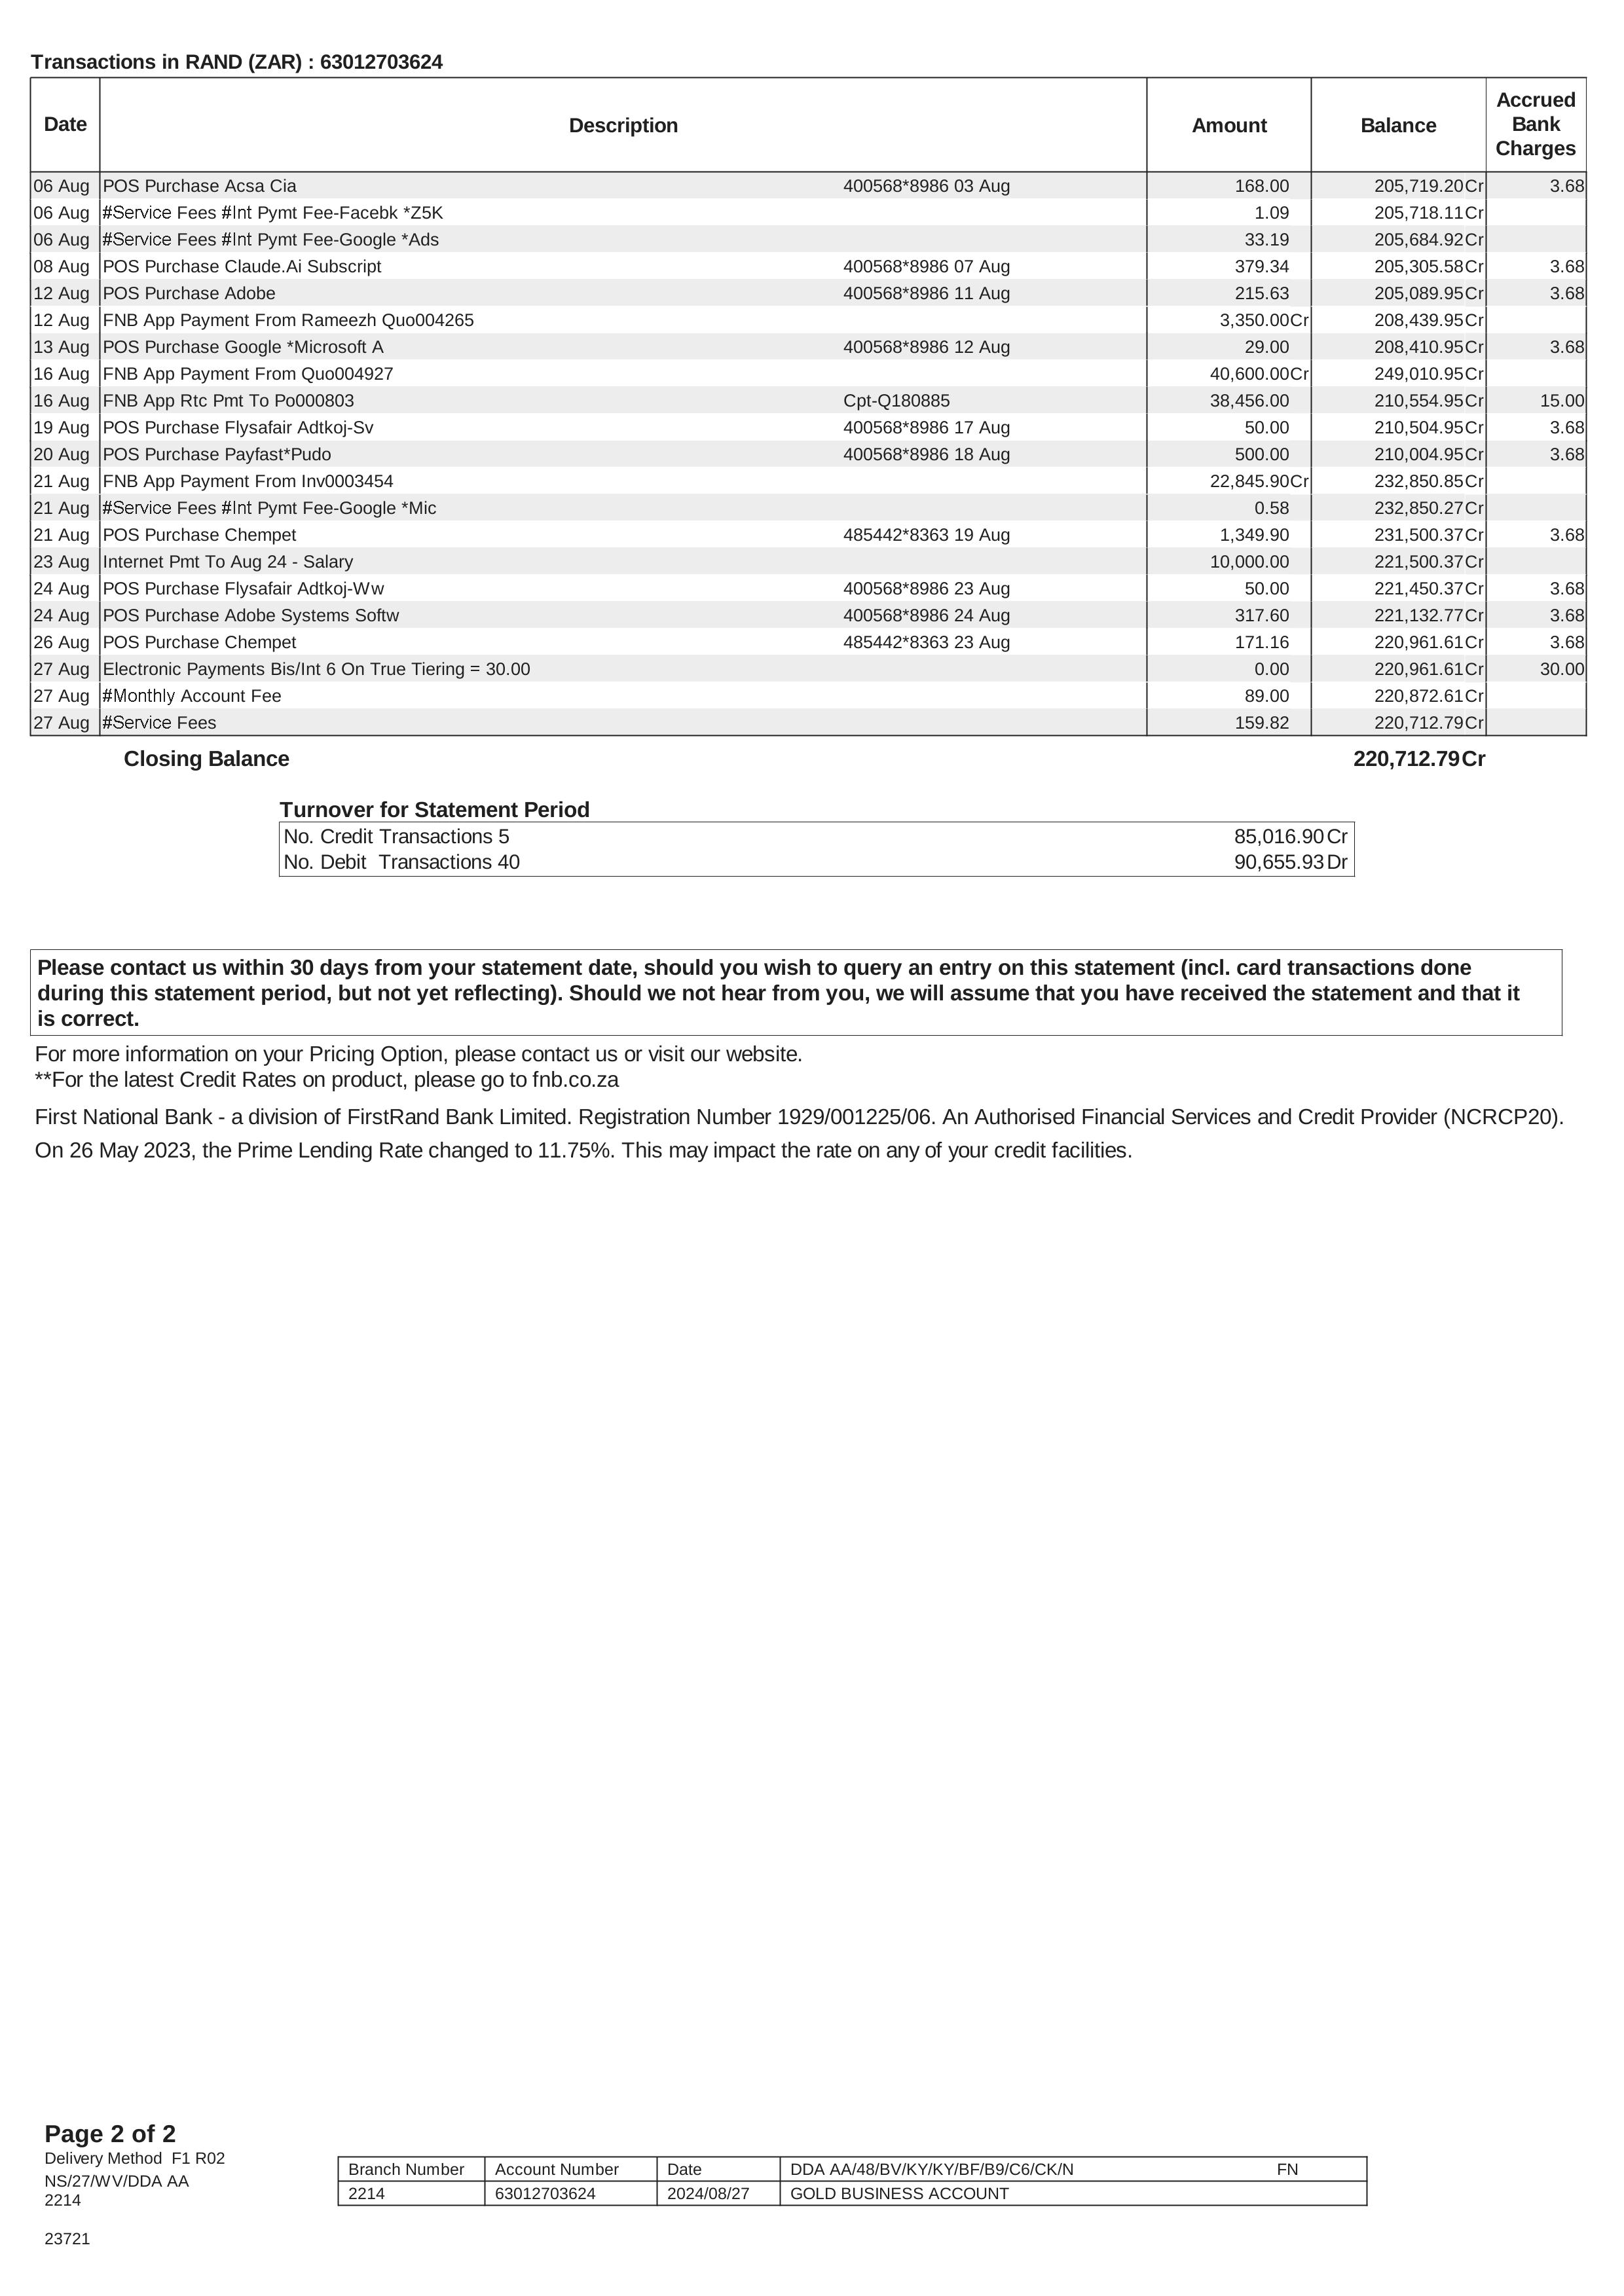 Transactions in RAND (ZAR) : 63012703624
Date Description Amount Balance Accrued Bank Charges
06 Aug POS Purchase Acsa Cia 400568*8986 03 Aug 168.00 205,719.20Cr 3.68
06 Aug #Service Fees #Int Pymt Fee-Facebk *Z5K 1.09 205,718.11Cr
06 Aug #Service Fees #Int Pymt Fee-Google *Ads 33.19 205,684.92Cr
08 Aug POS Purchase Claude.Ai Subscript 400568*8986 07 Aug 379.34 205,305.58Cr 3.68
12 Aug POS Purchase Adobe 400568*8986 11 Aug 215.63 205,089.95Cr 3.68
12 Aug FNB App Payment From Rameezh Quo004265 3,350.00Cr 208,439.95Cr
13 Aug POS Purchase Google *Microsoft A 400568*8986 12 Aug 29.00 208,410.95Cr 3.68
16 Aug FNB App Payment From Quo004927 40,600.00Cr 249,010.95Cr
16 Aug FNB App Rtc Pmt To Po000803 Cpt-Q180885 38,456.00 210,554.95Cr 15.00
19 Aug POS Purchase Flysafair Adtkoj-Sv 400568*8986 17 Aug 50.00 210,504.95Cr 3.68
20 Aug POS Purchase Payfast*Pudo 400568*8986 18 Aug 500.00 210,004.95Cr 3.68
21 Aug FNB App Payment From Inv0003454 22,845.90Cr 232,850.85Cr
21 Aug #Service Fees #Int Pymt Fee-Google *Mic 0.58 232,850.27Cr
21 Aug POS Purchase Chempet 485442*8363 19 Aug 1,349.90 231,500.37Cr 3.68
23 Aug Internet Pmt To Aug 24 - Salary 10,000.00 221,500.37Cr
24 Aug POS Purchase Flysafair Adtkoj-Ww 400568*8986 23 Aug 50.00 221,450.37Cr 3.68
24 Aug POS Purchase Adobe Systems Softw 400568*8986 24 Aug 317.60 221,132.77Cr 3.68
26 Aug POS Purchase Chempet 485442*8363 23 Aug 171.16 220,961.61Cr 3.68
27 Aug Electronic Payments Bis/Int 6 On True Tiering = 30.00 0.00 220,961.61Cr 30.00
27 Aug #Monthly Account Fee 89.00 220,872.61Cr
27 Aug #Service Fees 159.82 220,712.79Cr
Closing Balance 220,712.79Cr
Turnover for Statement Period
No. Credit Transactions 5 85,016.90Cr
No. Debit Transactions 40 90,655.93Dr
Please contact us within 30 days from your statement date, should you wish to query an entry on this statement (incl. card transactions done
during this statement period, but not yet reflecting). Should we not hear from you, we will assume that you have received the statement and that it
is correct.
For more information on your Pricing Option, please contact us or visit our website.
**For the latest Credit Rates on product, please go to fnb.co.za
First National Bank - a division of FirstRand Bank Limited. Registration Number 1929/001225/06. An Authorised Financial Services and Credit Provider (NCRCP20).
On 26 May 2023, the Prime Lending Rate changed to 11.75%. This may impact the rate on any of your credit facilities.
Page 2 of 2
Delivery Method F1 R02
NS/27/WV/DDA AA
2214
23721
Branch Number Account Number Date DDA AA/48/BV/KY/KY/BF/B9/C6/CK/N FN
2214 63012703624 2024/08/27 GOLD BUSINESS ACCOUNT